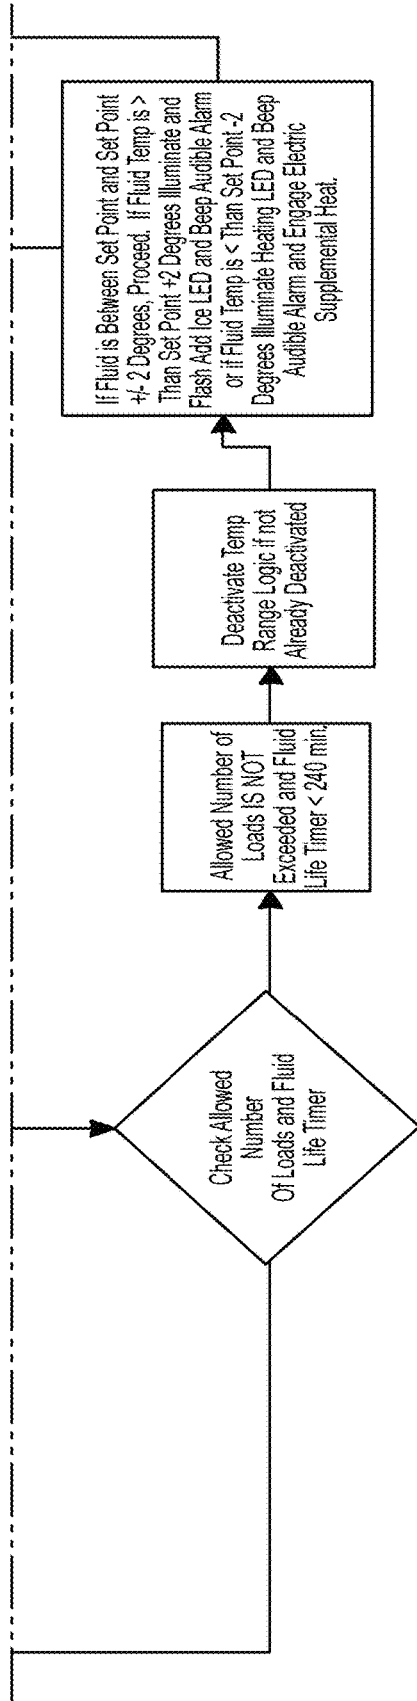 Check Allowed
Number
Of Loads and Fluid
Life Timer
Allowed Number of
Loads IS NOT
Exceeded and Fluid
Life Timer < 240 min.
Deactivate Temp
Range Logic if not
Already Deactivated
If Fluid is Between Set Point and Set Point
+/- 2 Degrees, Proceed. If Fluid Temp is >
Than Set Point +2 Degrees Illuminate and
Flash Add Ice LED and Beep Audible Alarm
or if Fluid Temp is < Than Set Point -2
Degrees Illuminate Heating LED and Beep
Audible Alarm and Engage Electric
Supplemental Heat.